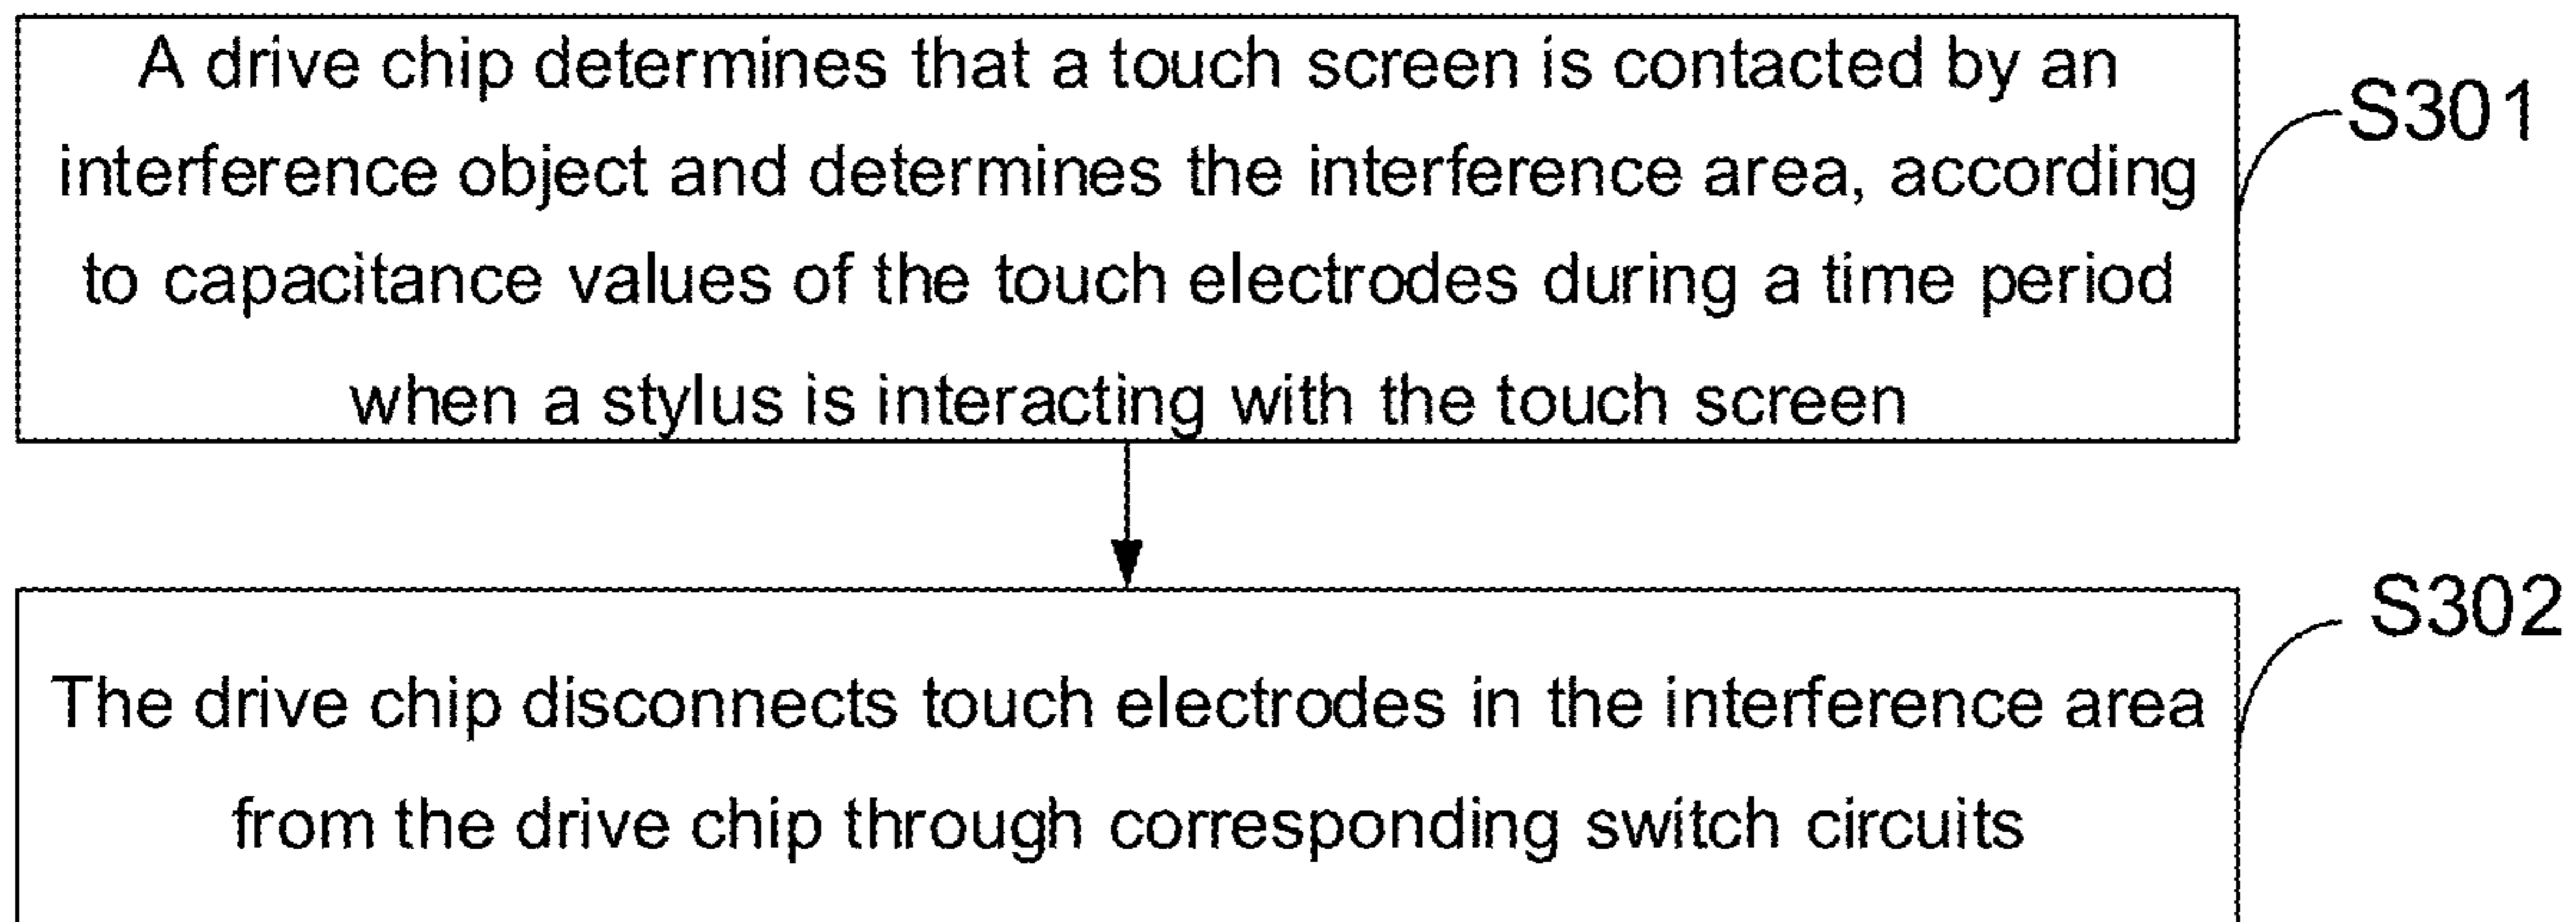 A drive chip determines that a touch screen is contacted by an
interference object and determines the interference area, according
to capacitance values of the touch electrodes during a time period
when a stylus is interacting with the touch screen
S301
The drive chip disconnects touch electrodes in the interference area
from the drive chip through corresponding switch circuits
S302